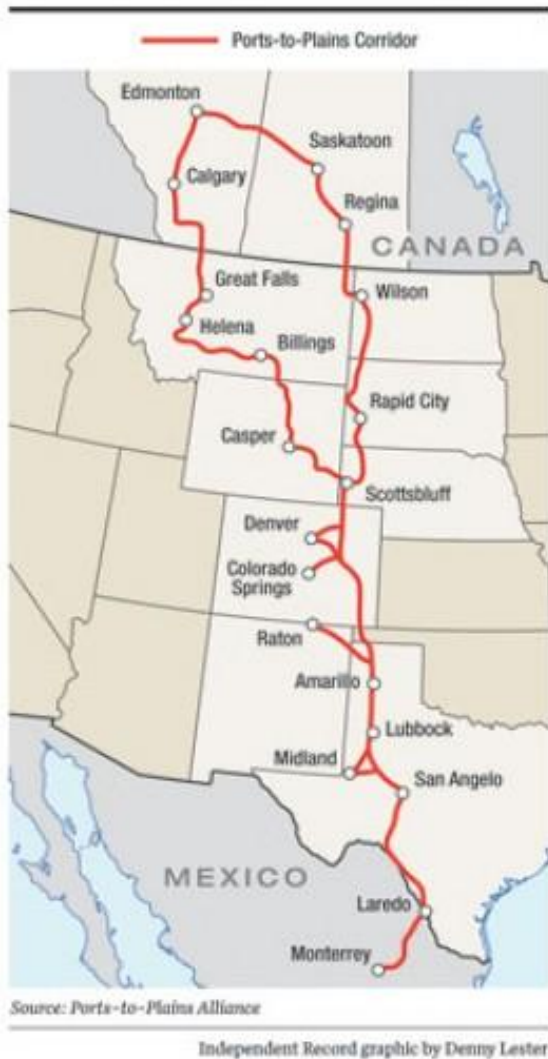 Ports-to-Plains Corridor
Edmonton
Saskatoon
Calgary
Regina
CANADA
Great Falls
Wilson
Helena
Billings
Rapid City
Casper
Scottsbluff
Denver
Colorado
Springs
Raton
Amarillo
Lubbock
Midland
San Angelo
MEXICO
Laredo
Monterrey
Source: Ports-to-Plains Alliance
Independent Record graphic by Denny Lester